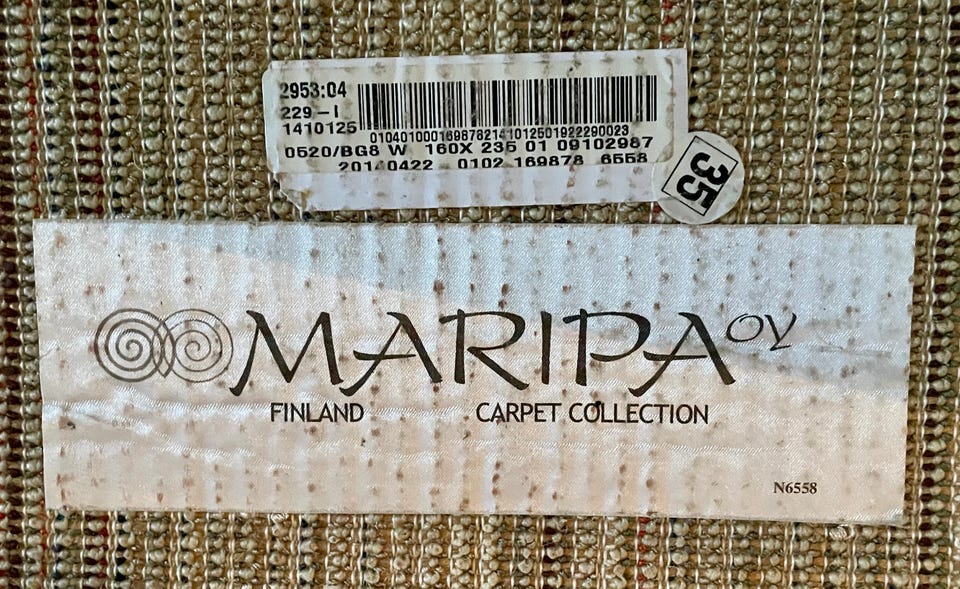 2953:04
229-I
1410125
0104010001698782141012501922290023
0520/BG8 W 160X 235 01 09102987
20140422 0102 169878 6558
35
MARIPA OY
FINLAND CARPET COLLECTION
N6558